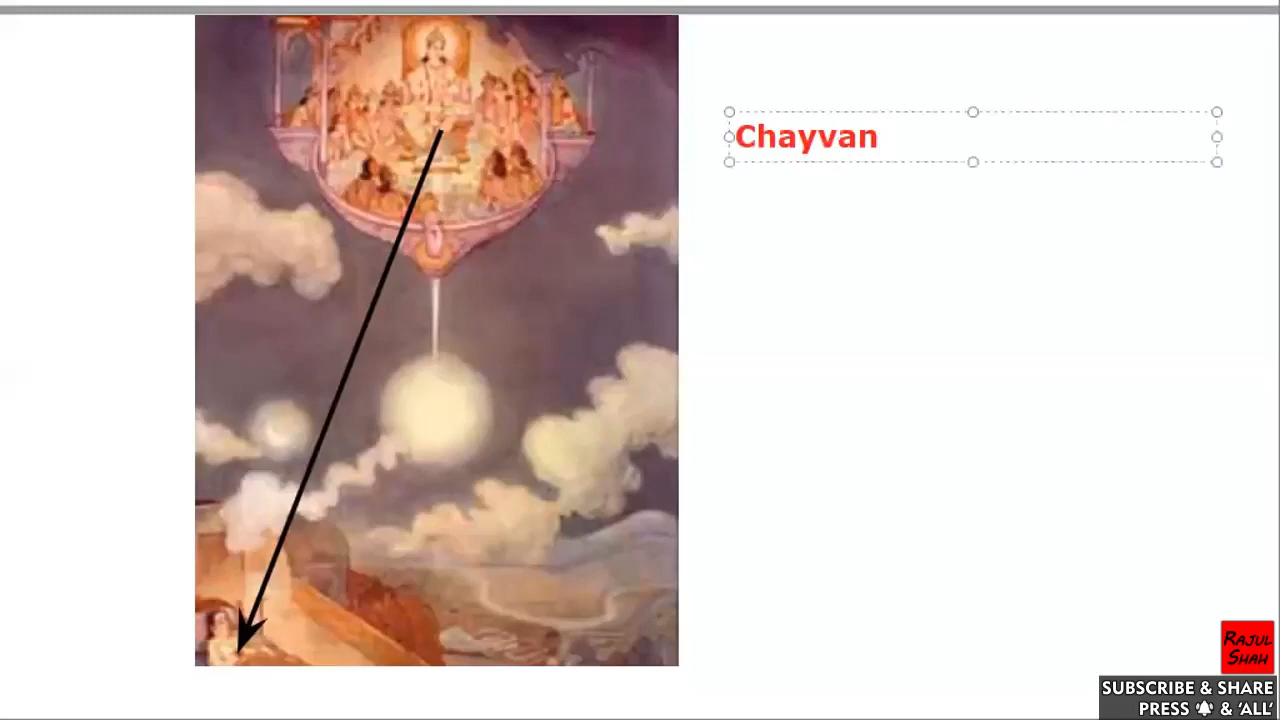 Chayvan
RAJUL
SHAH
SUBSCRIBE & SHARE
PRESS & 'ALL'